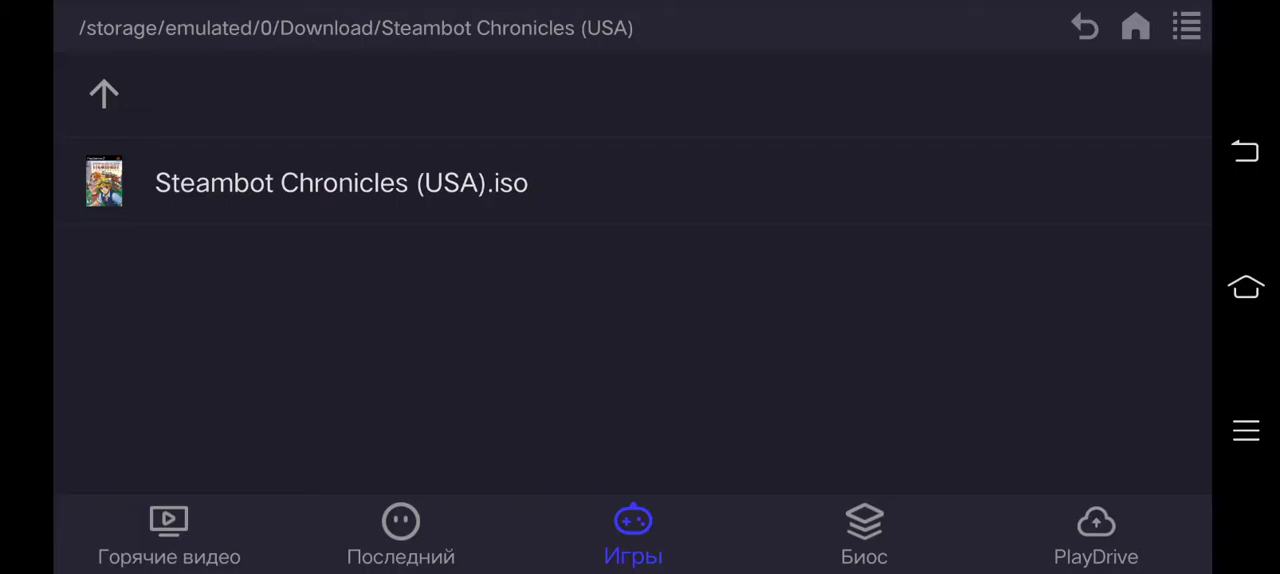 /storage/emulated/0/Download/Steambot Chronicles (USA)
Steambot Chronicles (USA).iso
Горячие видео
Последний
Игры
Биос
PlayDrive